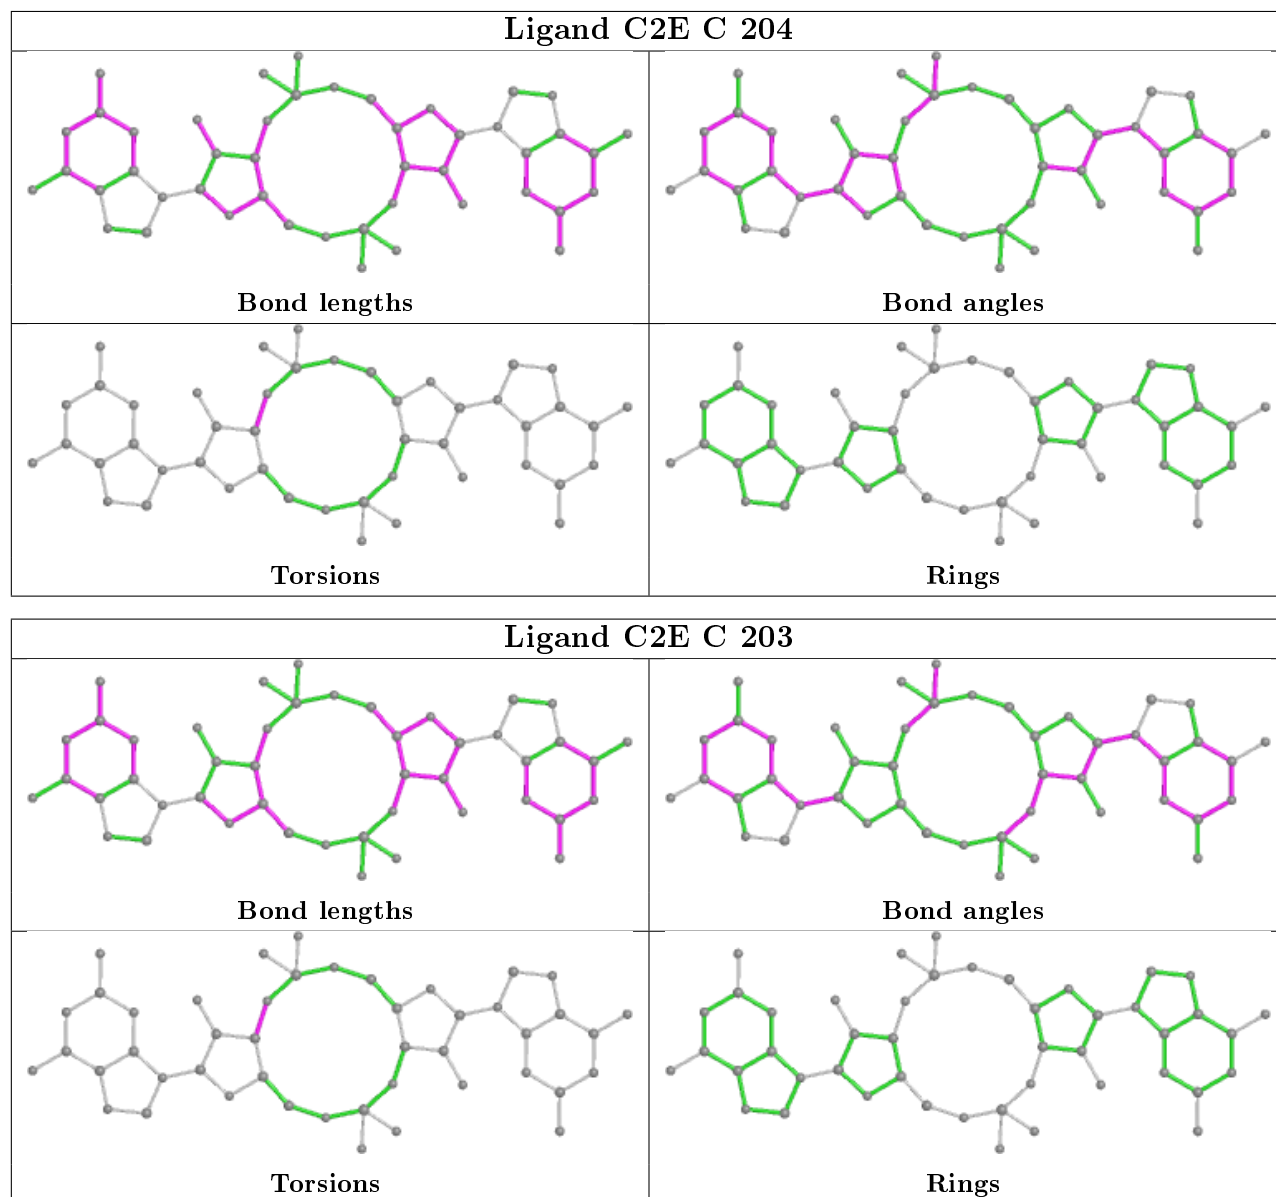 Ligand C2E C 204
Bond lengths
Bond angles
Torsions
Rings
Ligand C2E C 203
Bond lengths
Bond angles
Torsions
Rings